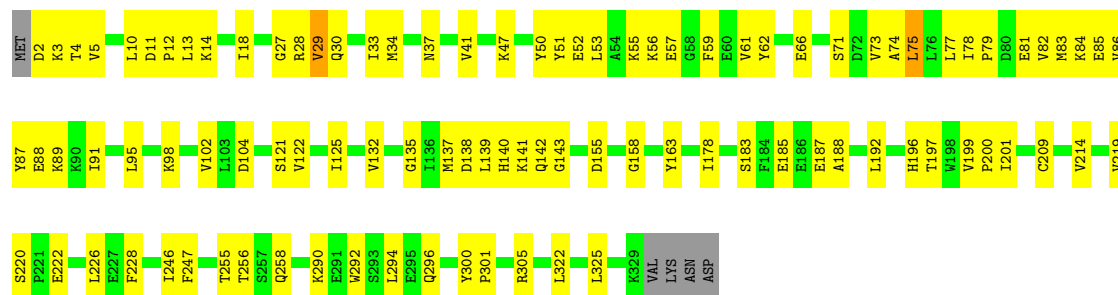 MET D2 K3 T4 V5 L10 D11 P12 L13 K14 I18 G27 R28 V29 Q30 I33 M34 N37 V41 K47 Y50 Y51 E52 L53 A54 K55 K56 E57 G58 F59 E60 V61 Y62 E66 S71 D72 V73 A74 L75 L76 L77 I78 P79 D80 E81 V82 M83 K84 E85 V86
Y87 E88 K89 K90 I91 L95 K98 V102 L103 D104 S121 V122 I125 V132 G135 I136 M137 D138 L139 H140 K141 Q142 G143 D155 G158 Y163 I178 S183 F184 E185 E186 E187 A188 L192 H196 T197 W198 V199 P200 I201 C209 V214 V219
S220 P221 E222 L226 E227 F228 I246 F247 T255 T256 S257 Q258 K290 E291 W292 S293 L294 E295 Q296 Y300 P301 R305 L322 L325 K329 VAL LYS ASN ASP